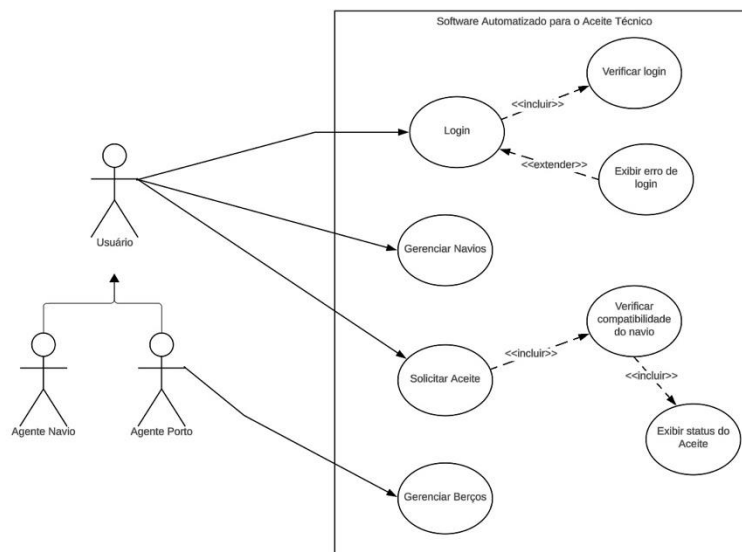 Software Automatizado para o Aceite Técnico
Verificar login
<<incluir>>
Login
<<extender>>
Exibir erro de
login
Usuário
Gerenciar Navios
Verificar
compatibilidade
do navio
<<incluir>>
Solicitar Aceite
<<incluir>>
Agente Navio
Agente Porto
Exibir status do
Aceite
Gerenciar Berços